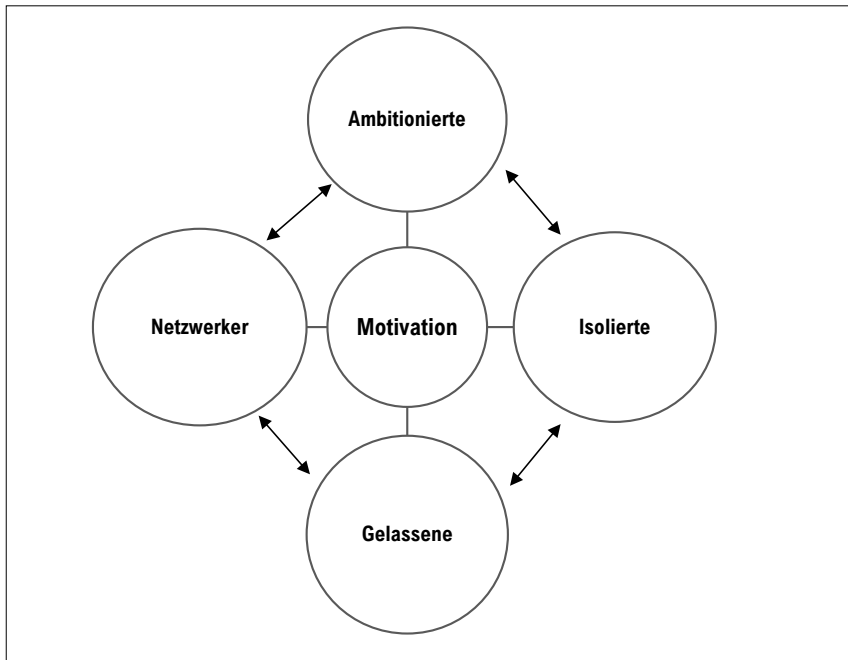 Ambitionierte
Netzwerker
Motivation
Isolierte
Gelassene